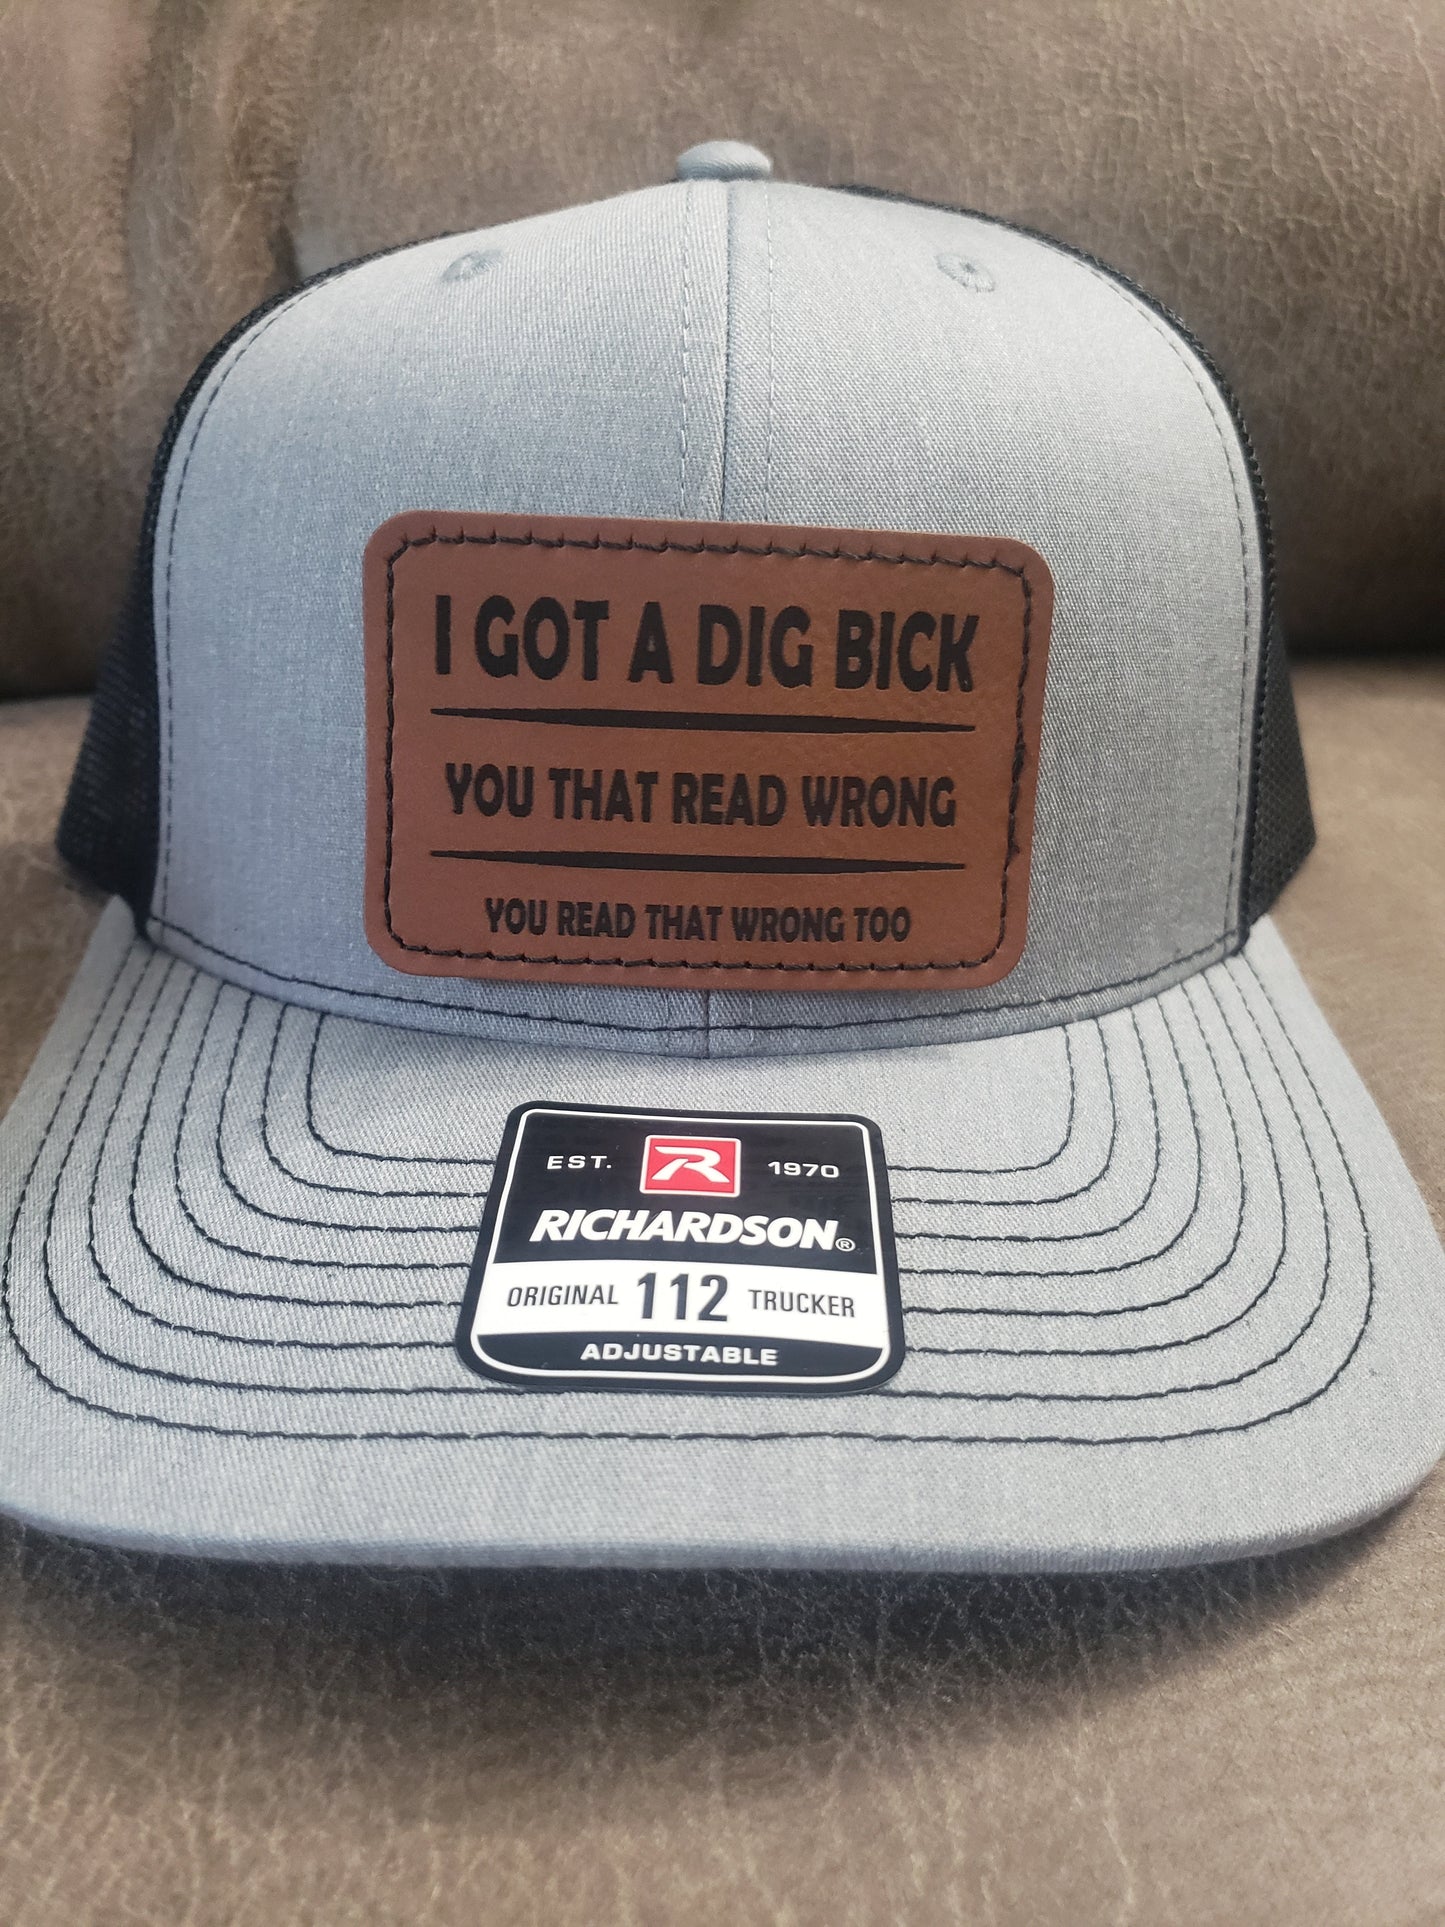 I GOT A DIG BICK
YOU THAT READ WRONG
YOU READ THAT WRONG TOO
EST. R 1970
RICHARDSON®
ORIGINAL 112 TRUCKER
ADJUSTABLE